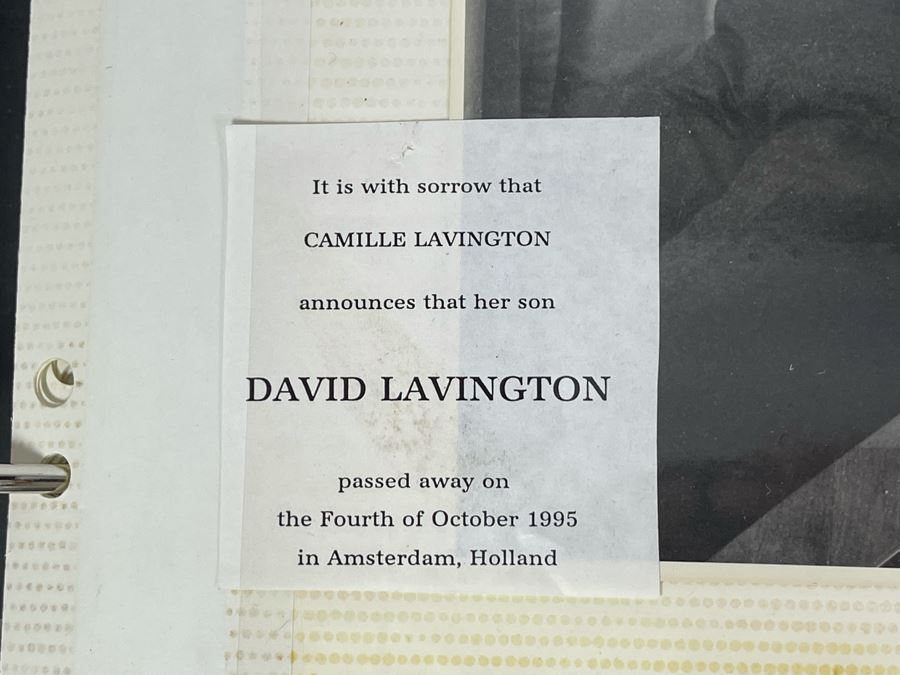 It is with sorrow that
CAMILLE LAVINGTON
announces that her son
DAVID LAVINGTON
passed away on
the Fourth of October 1995
in Amsterdam, Holland